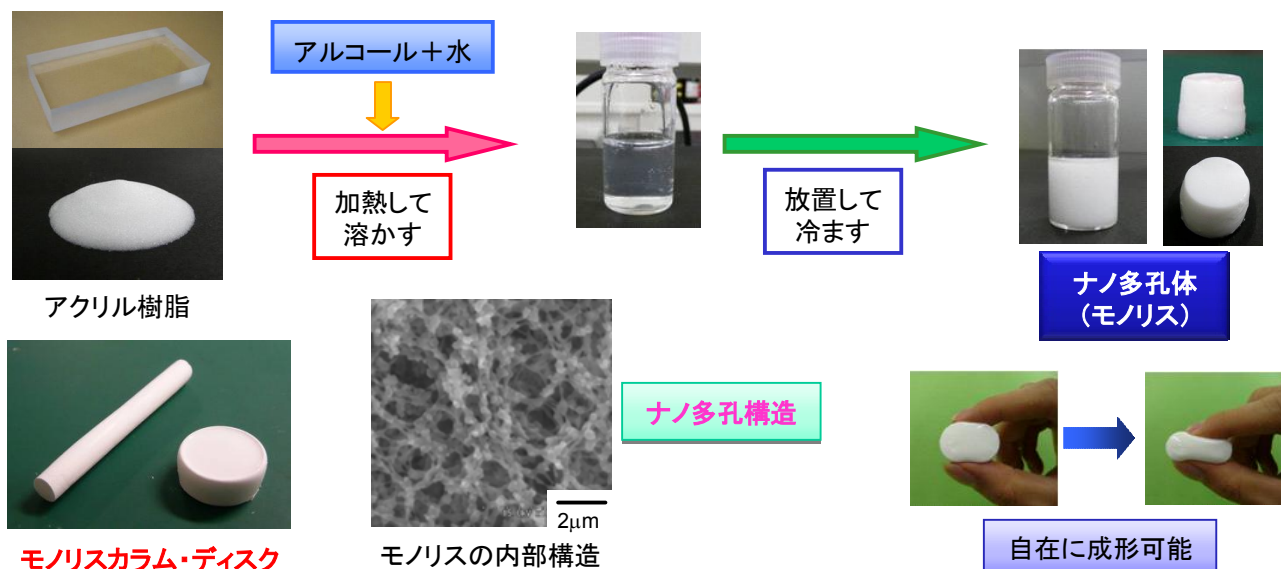 アルコール＋水
加熱して
溶かす
放置して
冷ます
アクリル樹脂
ナノ多孔体
（モノリス）
ナノ多孔構造
2μm
モノリスカラム・ディスク
モノリスの内部構造
自在に成形可能